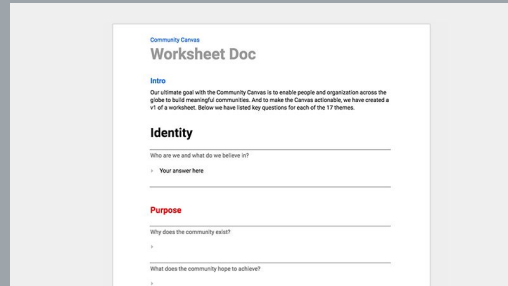 Community Canvas
Worksheet Doc
Intro
Our ultimate goal with the Community Canvas is to enable people and organization across the
globe to build meaningful communities. And to make the Canvas actionable, we have created a
v1 of a worksheet. Below we have listed key questions for each of the 17 themes.
Identity
Who are we and what do we believe in?
Your answer here
Purpose
Why does the community exist?
What does the community hope to achieve?